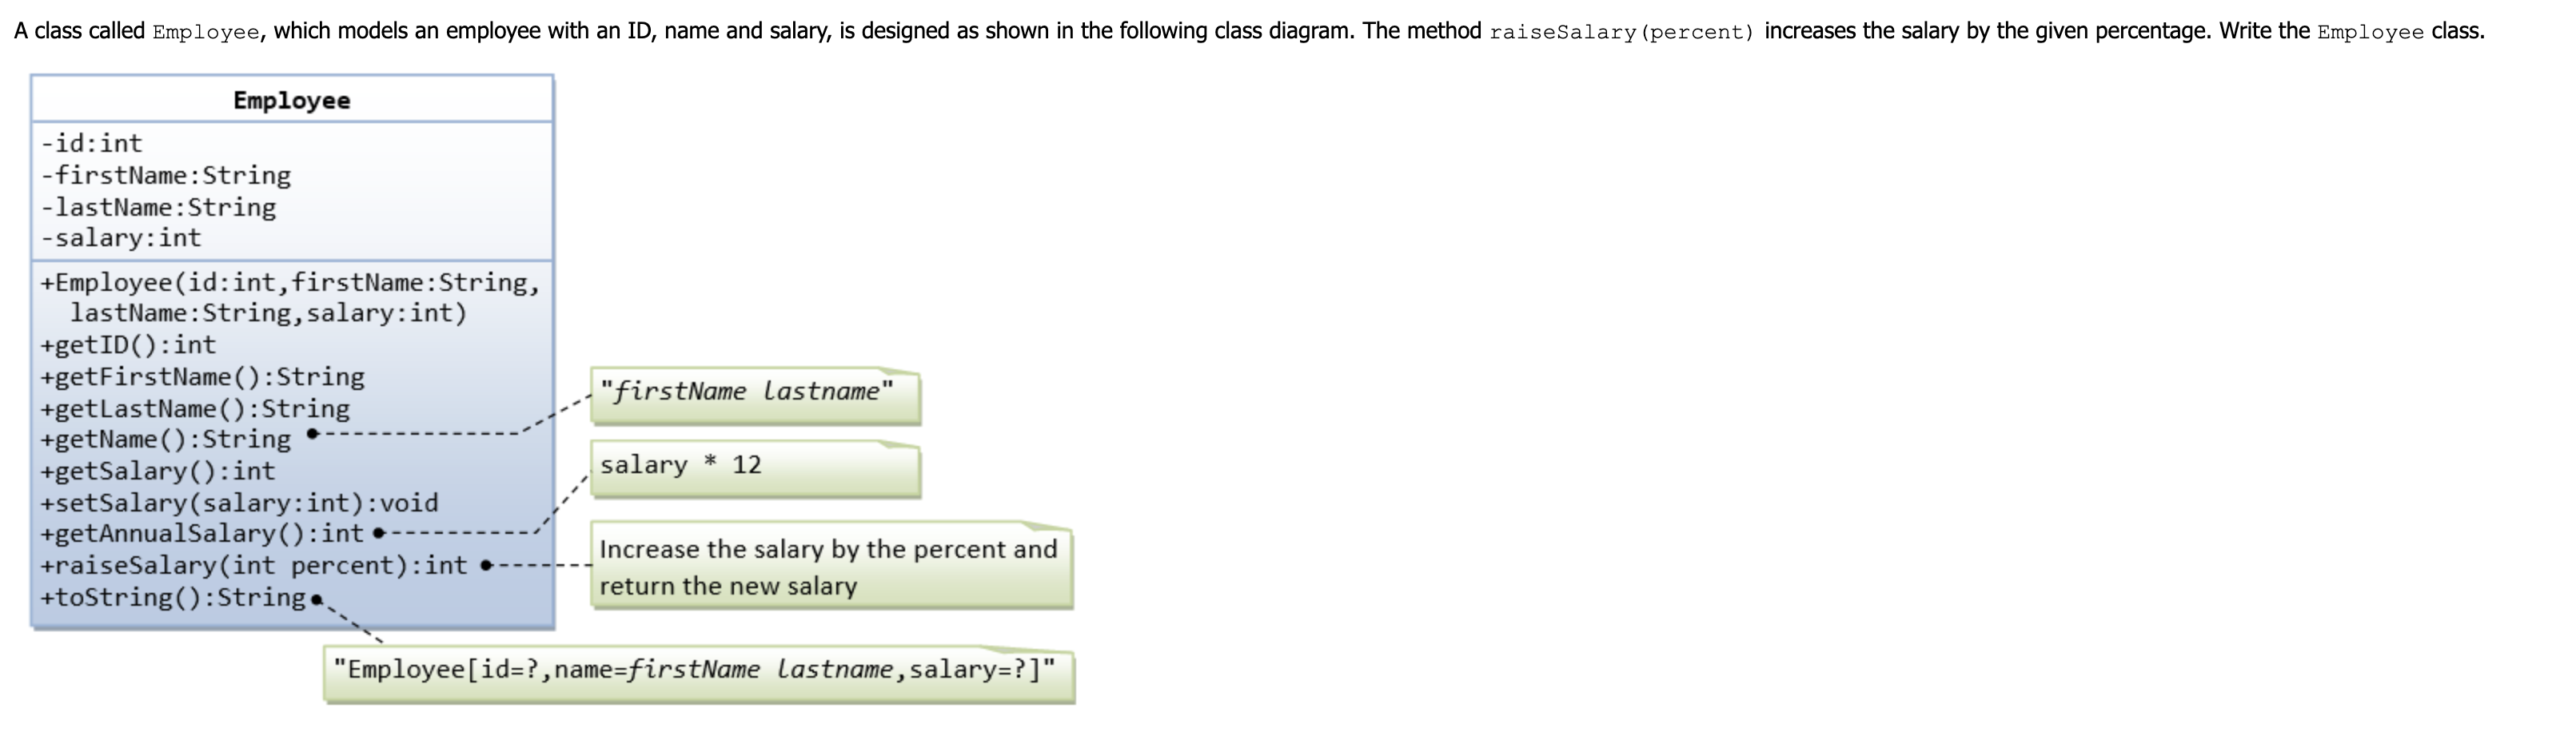 A class called Employee, which models an employee with an ID, name and salary, is designed as shown in the following class diagram. The method raiseSalary(percent) increases the salary by the given percentage. Write the Employee class.
Employee
-id:int
-firstName:String
-lastName:String
-salary:int
+Employee(id:int,firstName:String,
lastName:String,salary:int)
+getID():int
+getFirstName():String
+getLastName():String
+getName():String
+getSalary():int
+setSalary(salary:int):void
+getAnnualSalary():int
+raiseSalary(int percent):int
+toString():String
"firstName lastname"
salary * 12
Increase the salary by the percent and
return the new salary
"Employee[id=?,name=firstName lastname,salary=?]"